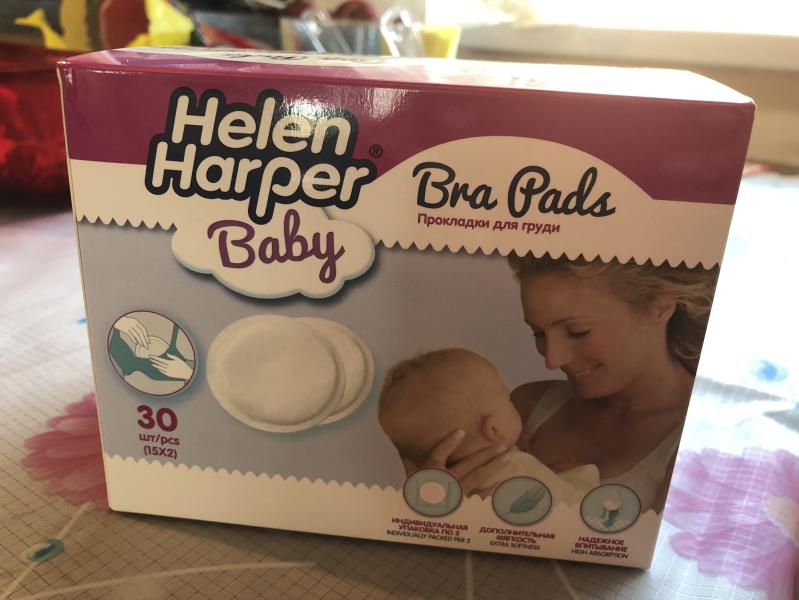 Helen
Harper®
Baby
Bra Pads
Прокладки для груди
30
шт/pcs
(15X2)
ИНДИВИДУАЛЬНАЯ
УПАКОВКА ПО 2
INDIVIDUALLY PACKED PER 2
ДОПОЛНИТЕЛЬНАЯ
МЯГКОСТЬ
EXTRA SOFTNESS
НАДЕЖНОЕ
ВПИТЫВАНИЕ
HIGH ABSORPTION